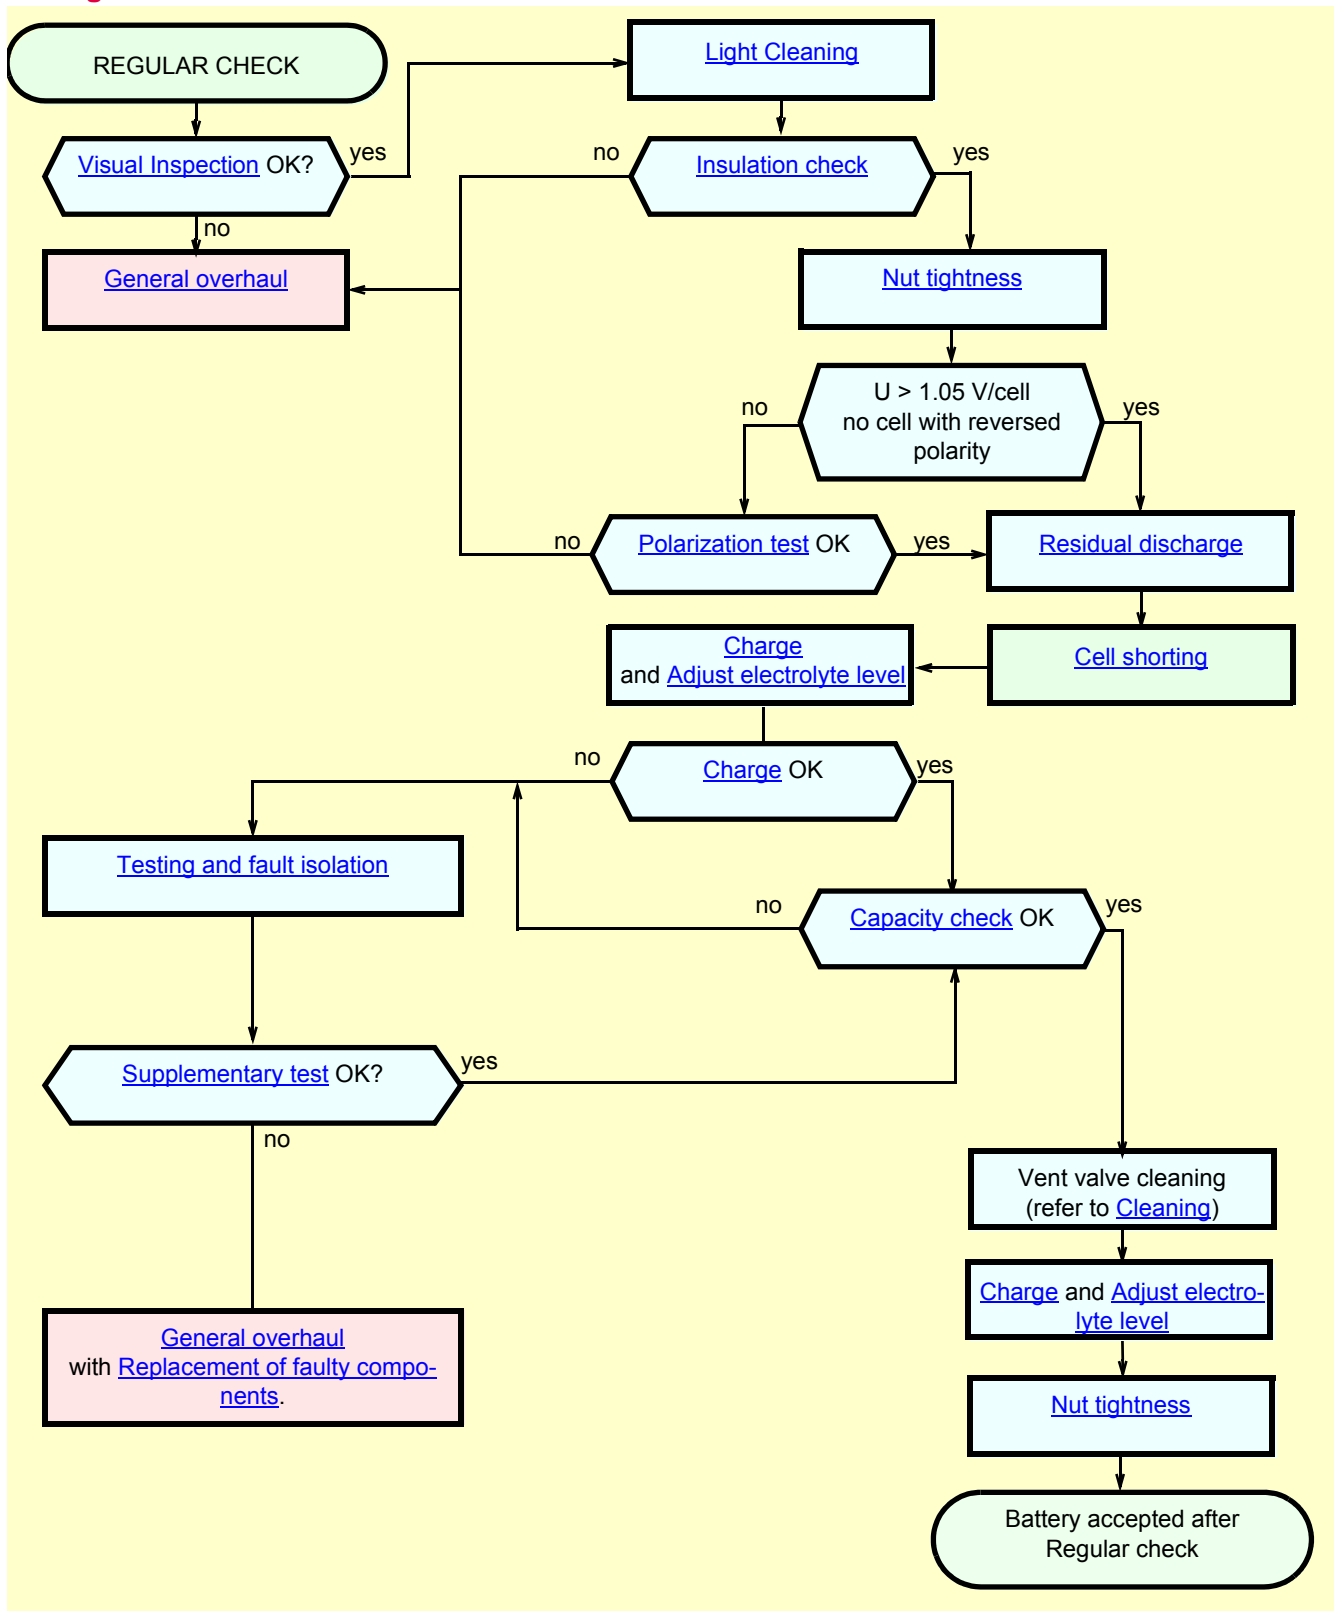 REGULAR CHECK
Light Cleaning
Visual Inspection OK?
yes
no
Insulation check
yes
no
General overhaul
Nut tightness
U > 1.05 V/cell
no cell with reversed
polarity
no
yes
no
Polarization test OK
yes
Residual discharge
Charge
and Adjust electrolyte level
Cell shorting
no
Charge OK
yes
Testing and fault isolation
no
Capacity check OK
yes
Supplementary test OK?
yes
no
Vent valve cleaning
(refer to Cleaning)
Charge and Adjust electro-
lyte level
General overhaul
with Replacement of faulty compo-
nents.
Nut tightness
Battery accepted after
Regular check